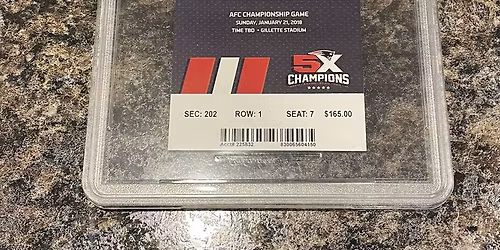 AFC CHAMPIONSHIP GAME
SUNDAY, JANUARY 21, 2018
TIME TBD • GILLETTE STADIUM
5X
CHAMPIONS
SEC: 202 ROW: 1 SEAT: 7 $165.00
830065604150